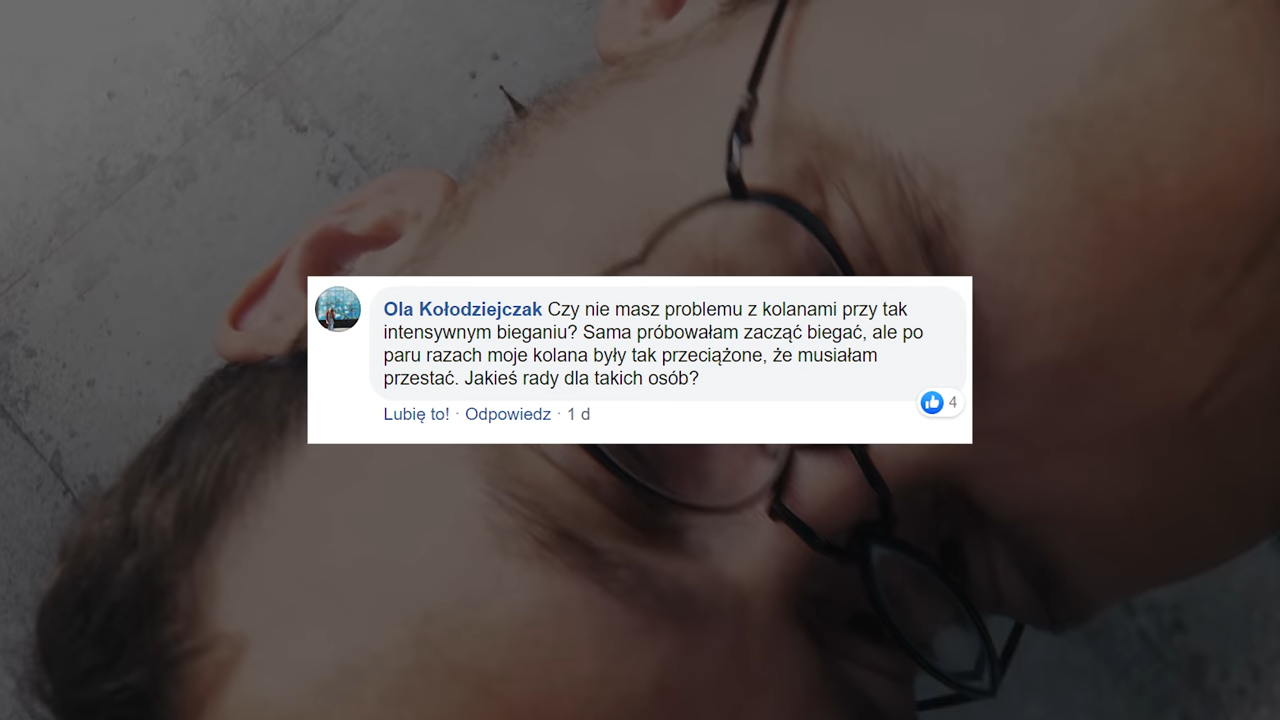 Ola Kołodziejczak Czy nie masz problemu z kolanami przy tak
intensywnym bieganiu? Sama próbowałam zacząć biegać, ale po
paru razach moje kolana były tak przeciążone, że musiałam
przestać. Jakieś rady dla takich osób?
4
Lubię to! · Odpowiedz · 1 d